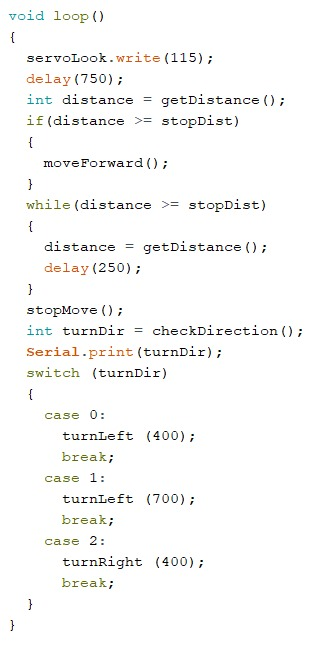 void loop()
{
  servoLook.write(115);
  delay(750);
  int distance = getDistance();
  if(distance >= stopDist)
  {
    moveForward();
  }
  while(distance >= stopDist)
  {
    distance = getDistance();
    delay(250);
  }
  stopMove();
  int turnDir = checkDirection();
  Serial.print(turnDir);
  switch (turnDir)
  {
    case 0:
      turnLeft (400);
      break;
    case 1:
      turnLeft (700);
      break;
    case 2:
      turnRight (400);
      break;
  }
}